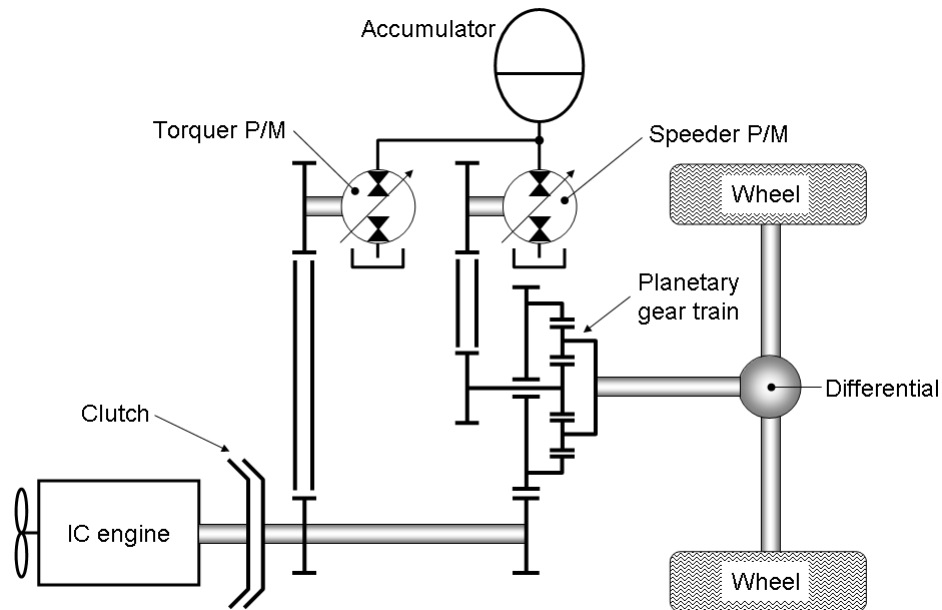 Accumulator
Torquer P/M
Speeder P/M
Wheel
Planetary
gear train
Differential
Clutch
IC engine
Wheel